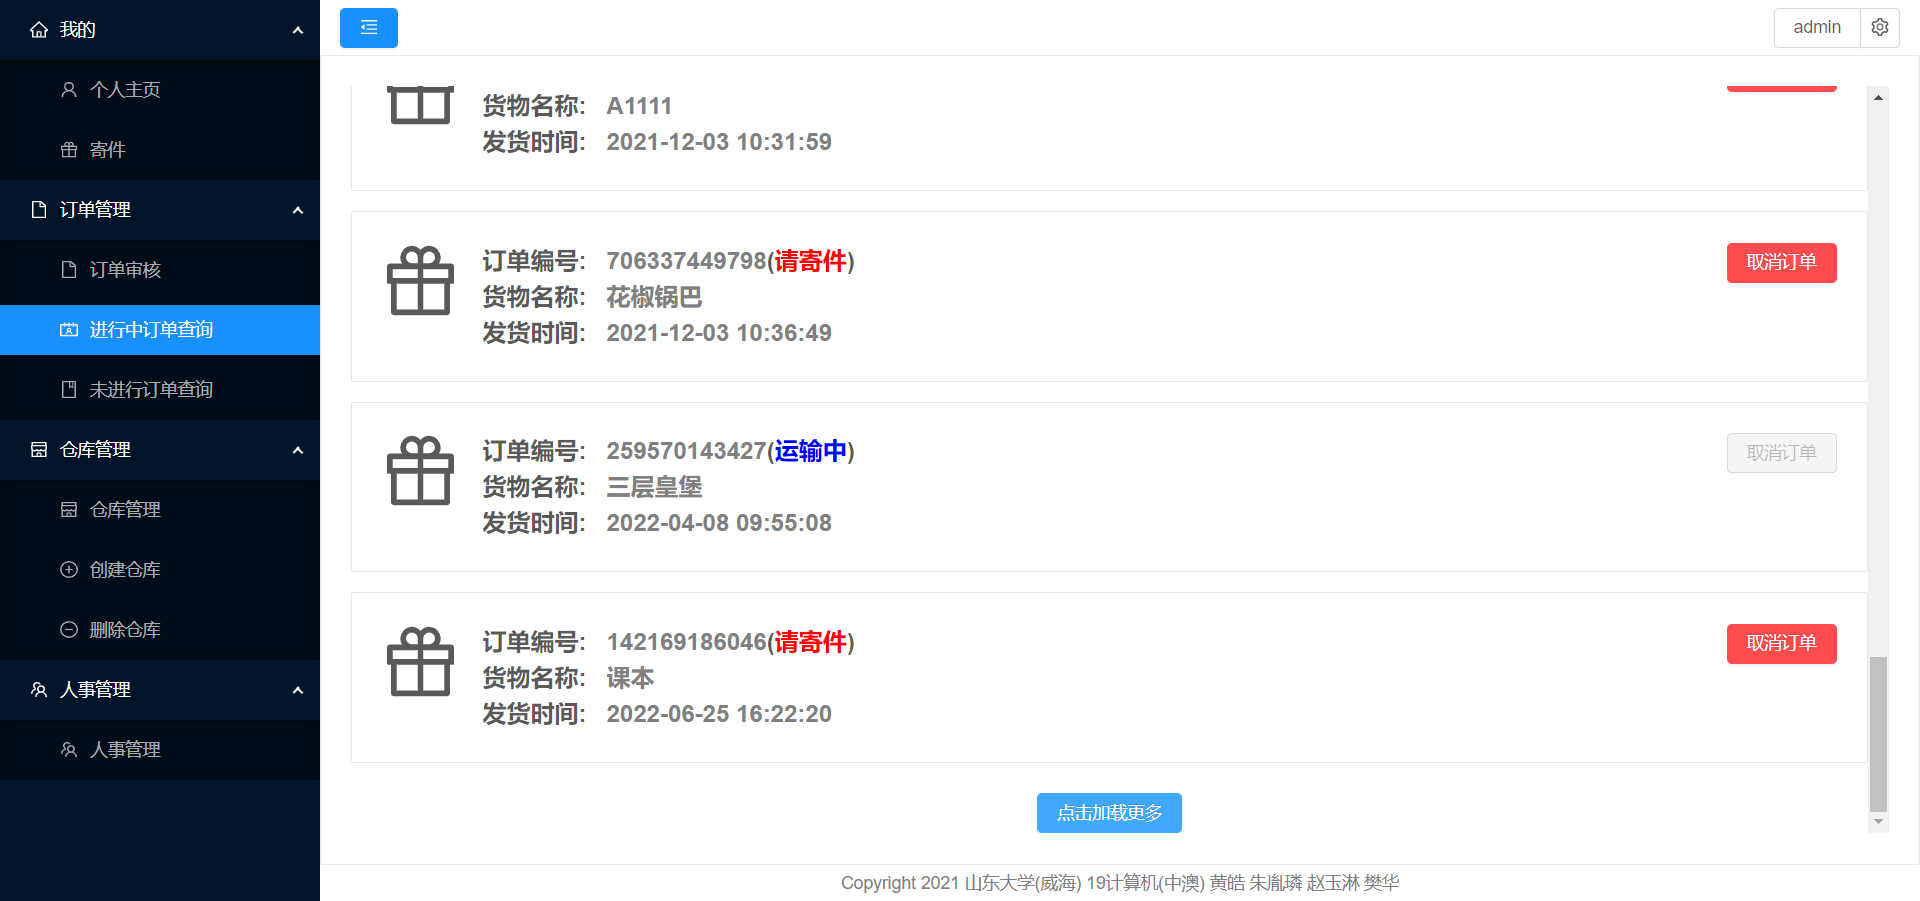 我的
个人主页
寄件
订单管理
订单审核
进行中订单查询
未进行订单查询
仓库管理
仓库管理
创建仓库
删除仓库
人事管理
人事管理
admin
货物名称: A1111
发货时间: 2021-12-03 10:31:59
订单编号: 706337449798(请寄件)
取消订单
货物名称: 花椒锅巴
发货时间: 2021-12-03 10:36:49
订单编号: 259570143427(运输中)
取消订单
货物名称: 三层皇堡
发货时间: 2022-04-08 09:55:08
订单编号: 142169186046(请寄件)
取消订单
货物名称: 课本
发货时间: 2022-06-25 16:22:20
点击加载更多
Copyright 2021 山东大学(威海) 19计算机(中澳) 黄皓 朱胤璘 赵玉淋 樊华